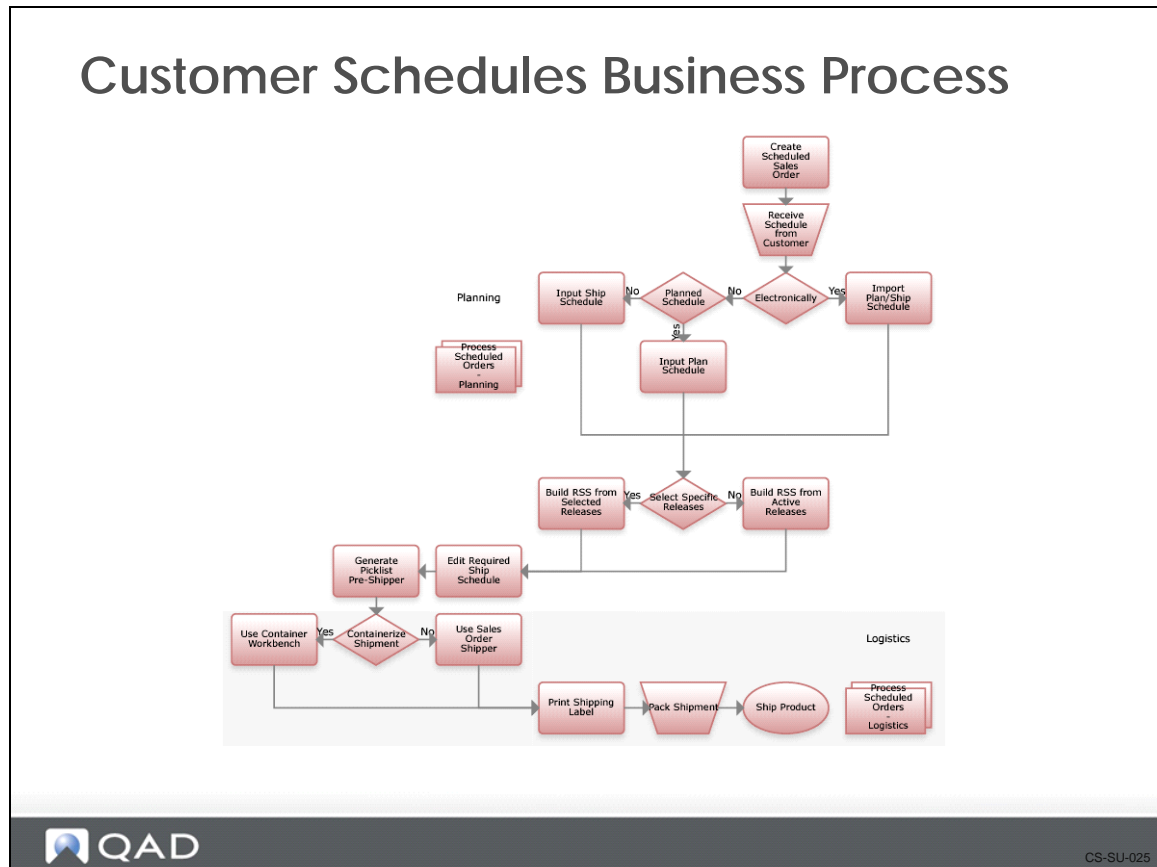 Customer Schedules Business Process
Create
Scheduled
Sales
Order
Receive
Schedule
from
Customer
Planning
Input Ship
Schedule
No
Planned
Schedule
No
Electronically
Yes
Import
Plan/Ship
Schedule
Yes
Process
Scheduled
Orders
-
Planning
Input Plan
Schedule
Build RSS from
Selected
Releases
Yes
Select Specific
Releases
No
Build RSS from
Active
Releases
Generate
Picklist
Pre-Shipper
Edit Required
Ship
Schedule
Use Container
Workbench
Yes
Containerize
Shipment
No
Use Sales
Order
Shipper
Logistics
Print Shipping
Label
Pack Shipment
Ship Product
Process
Scheduled
Orders
-
Logistics
QAD
CS-SU-025